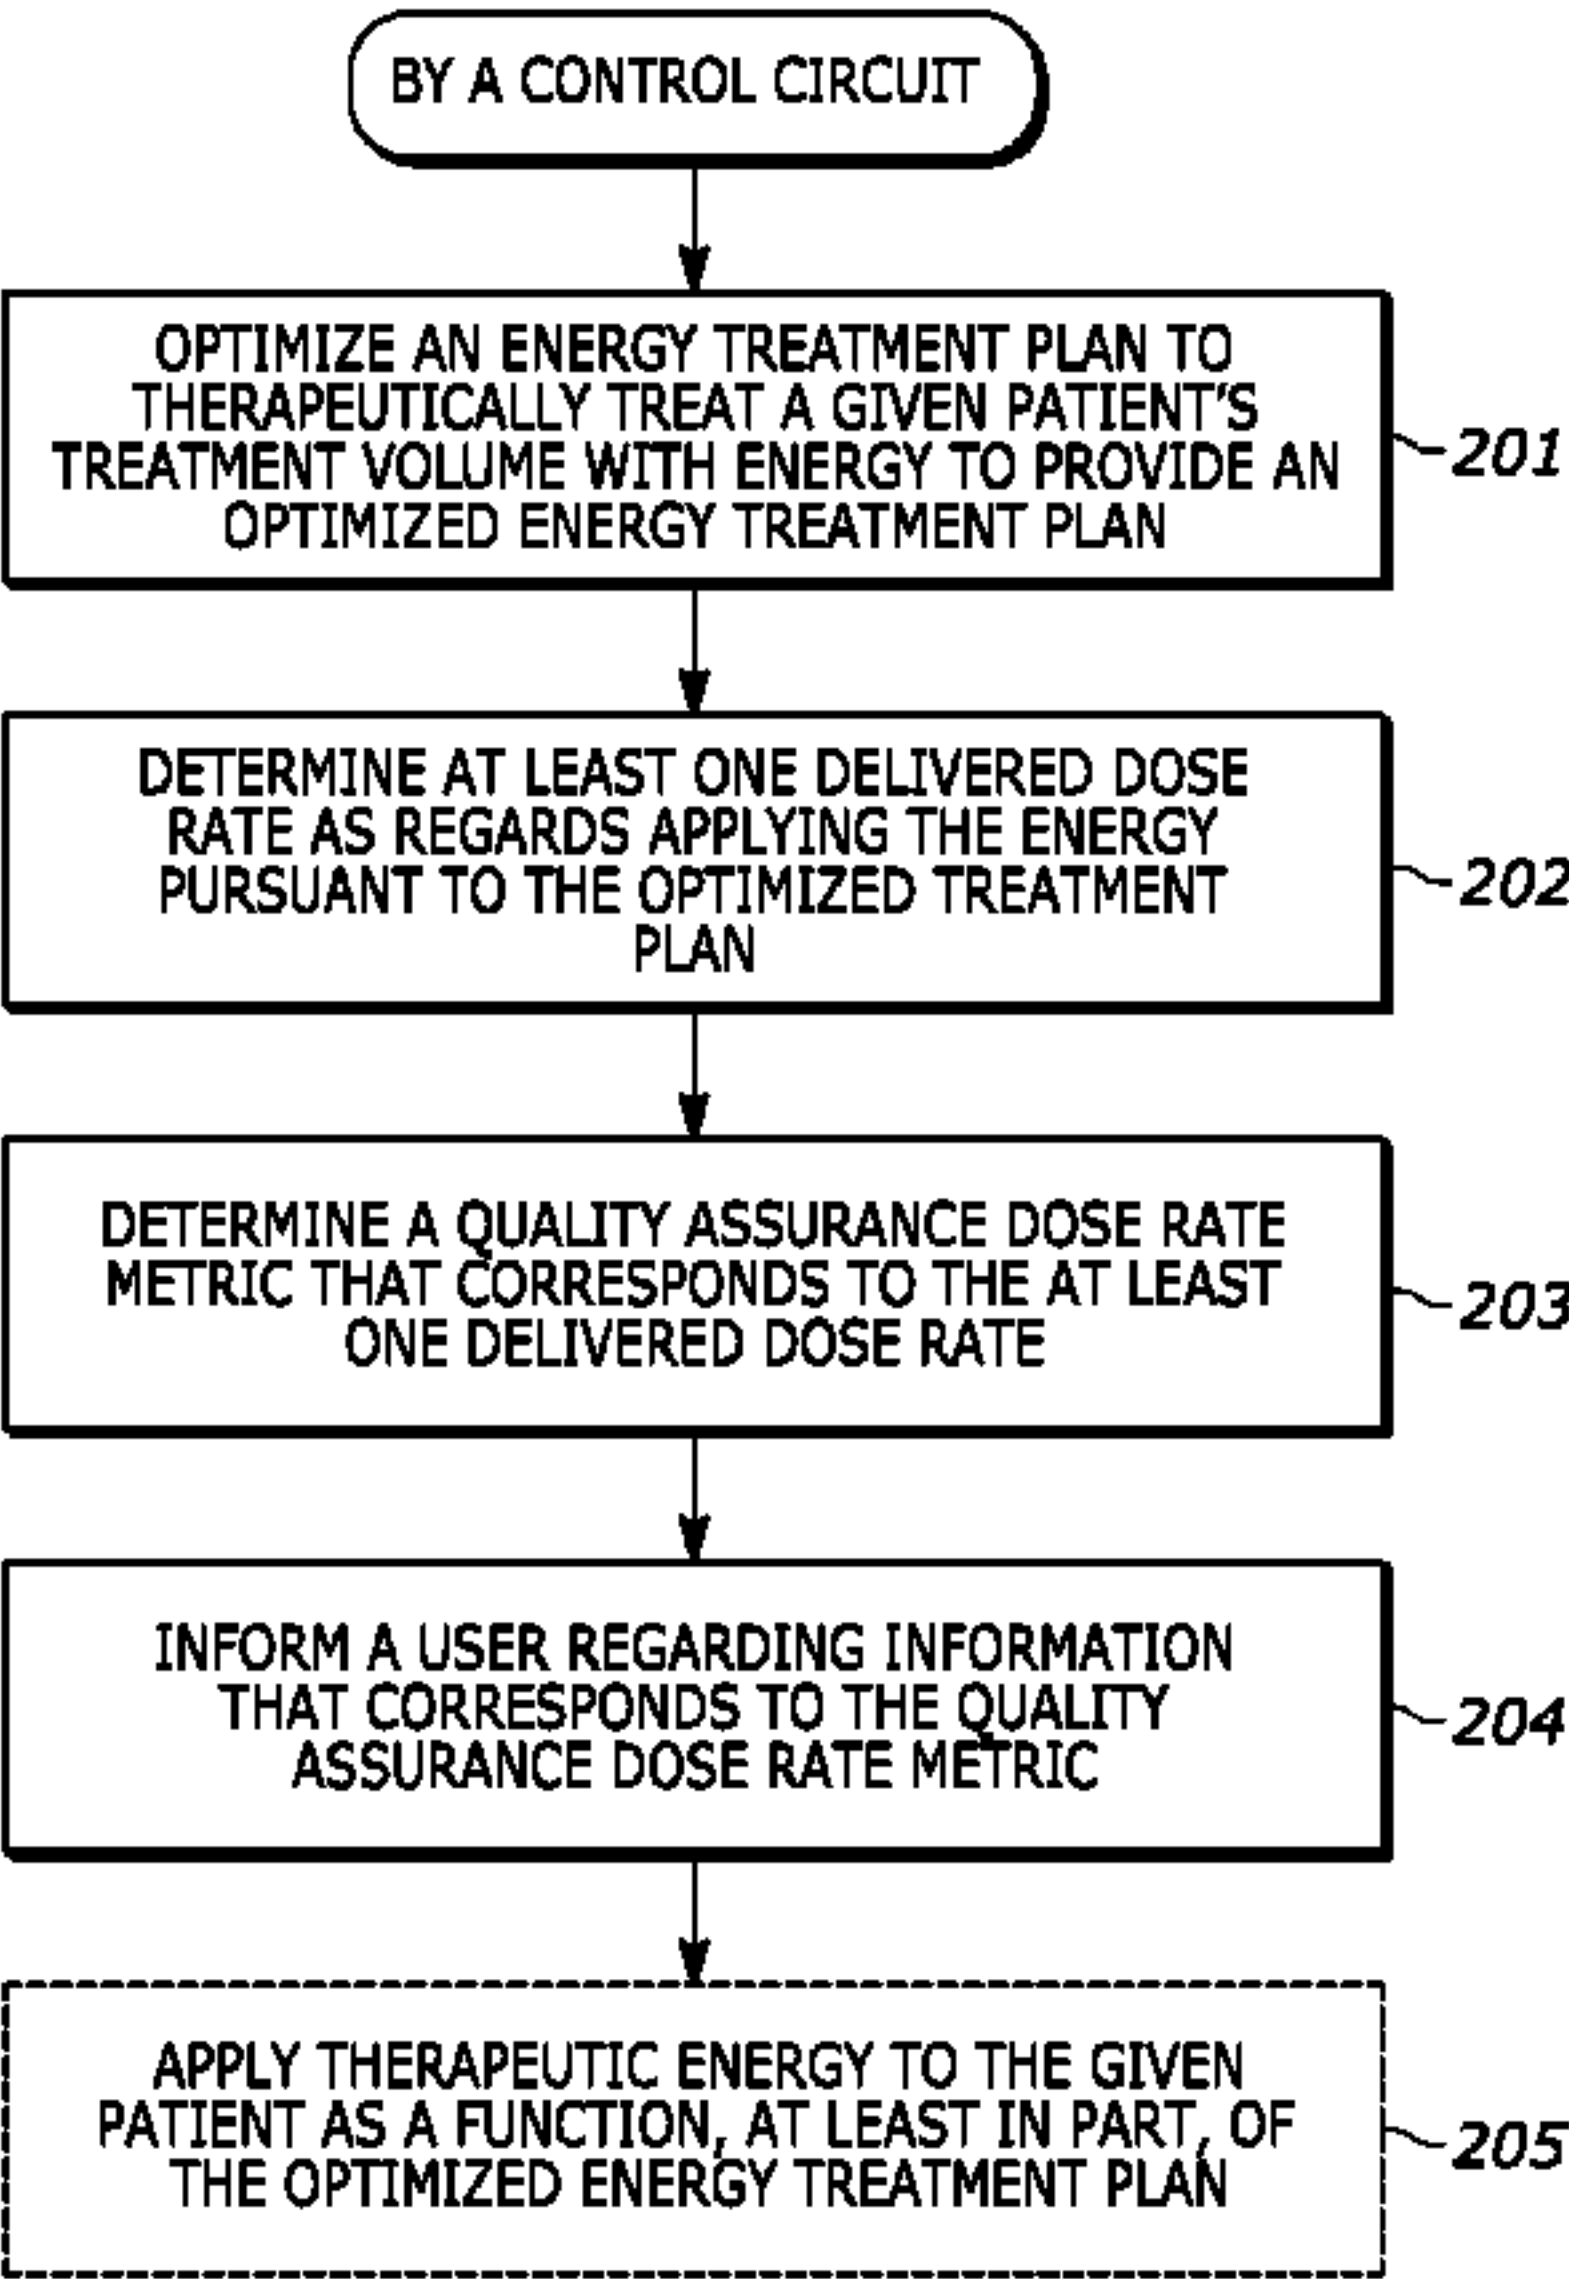 BY A CONTROL CIRCUIT
OPTIMIZE AN ENERGY TREATMENT PLAN TO
THERAPEUTICALLY TREAT A GIVEN PATIENT'S
TREATMENT VOLUME WITH ENERGY TO PROVIDE AN
OPTIMIZED ENERGY TREATMENT PLAN
201
DETERMINE AT LEAST ONE DELIVERED DOSE
RATE AS REGARDS APPLYING THE ENERGY
PURSUANT TO THE OPTIMIZED TREATMENT
PLAN
202
DETERMINE A QUALITY ASSURANCE DOSE RATE
METRIC THAT CORRESPONDS TO THE AT LEAST
ONE DELIVERED DOSE RATE
203
INFORM A USER REGARDING INFORMATION
THAT CORRESPONDS TO THE QUALITY
ASSURANCE DOSE RATE METRIC
204
APPLY THERAPEUTIC ENERGY TO THE GIVEN
PATIENT AS A FUNCTION, AT LEAST IN PART, OF
THE OPTIMIZED ENERGY TREATMENT PLAN
205